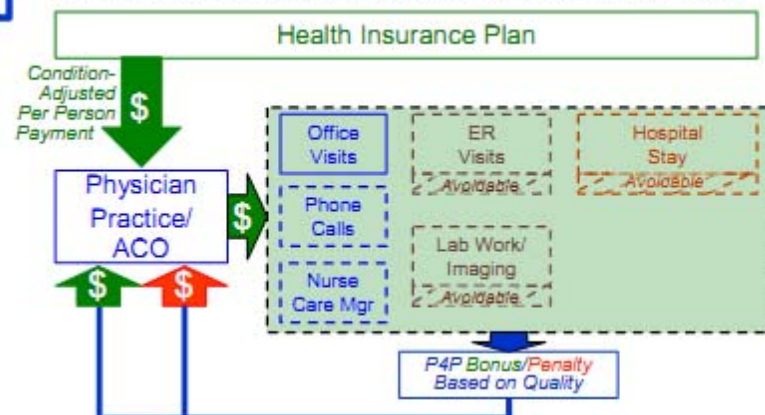 Health Insurance Plan
Condition-
Adjusted
Per Person
Payment
$
Physician
Practice/
ACO
$
Office
Visits
ER
Visits
Avoidable
Hospital
Stay
Avoidable
Phone
Calls
Lab Work/
Imaging
Avoidable
Nurse
Care Mgr
$
$
P4P Bonus/Penalty
Based on Quality